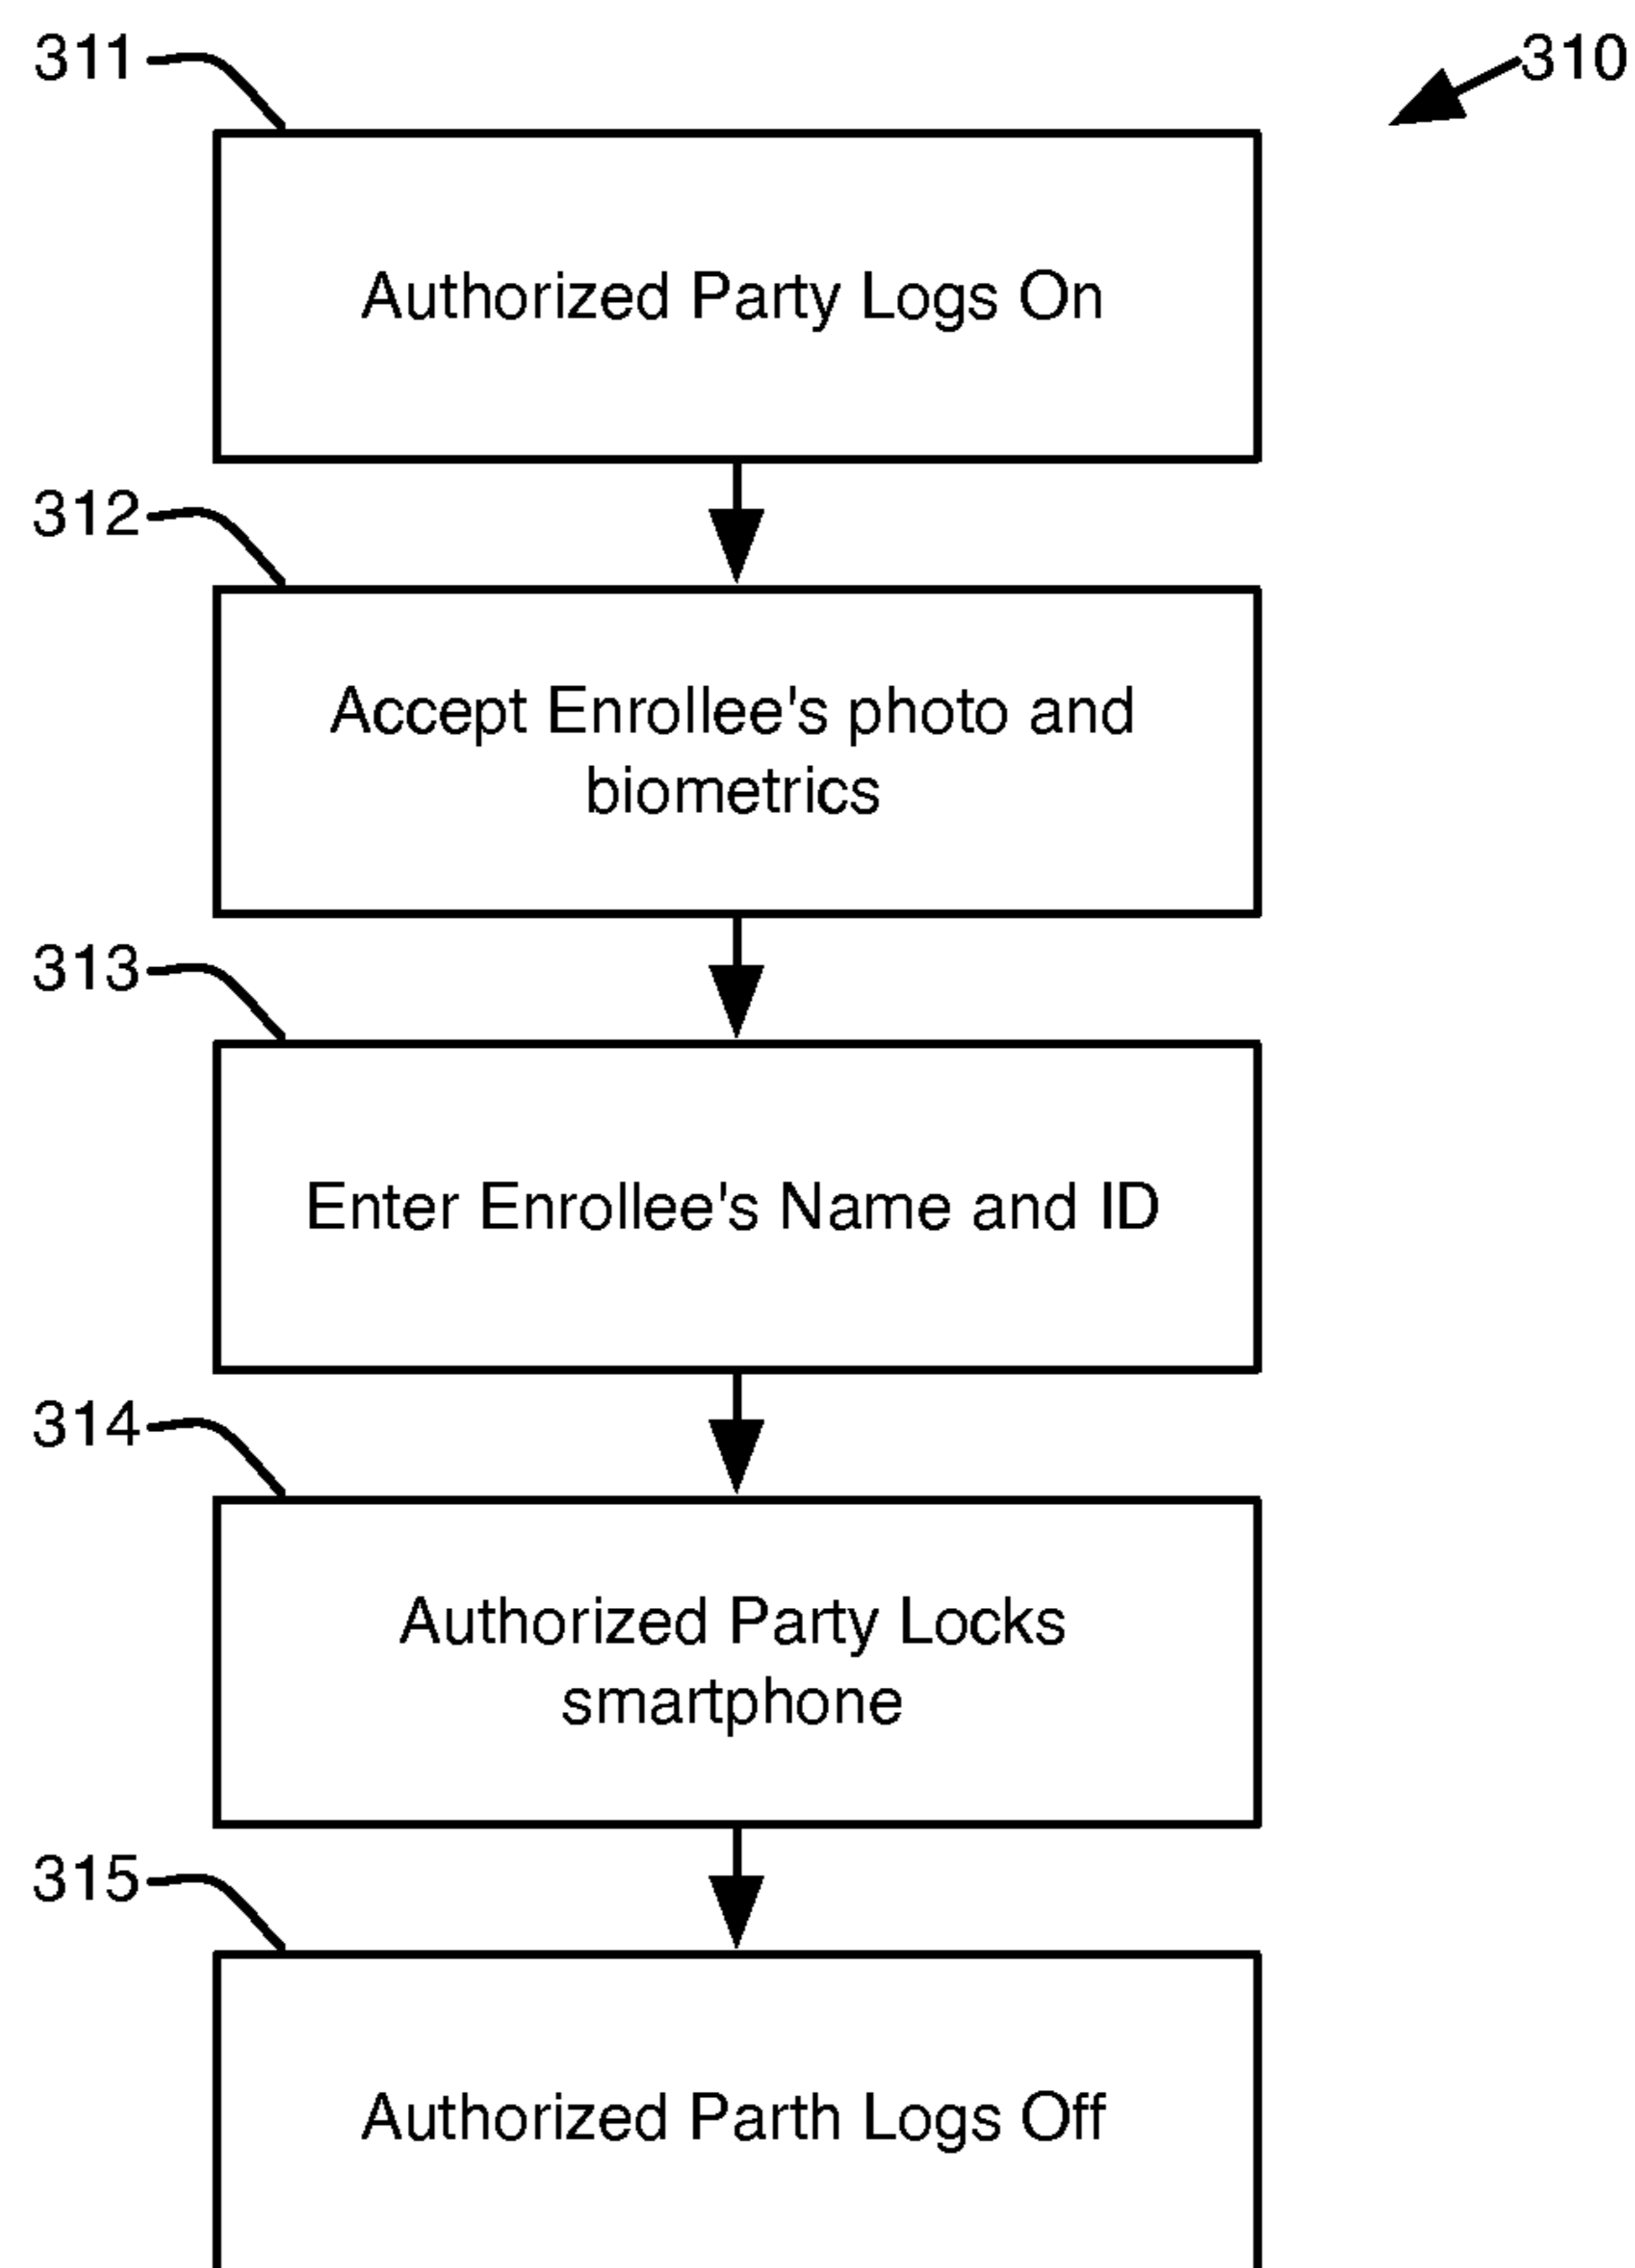 311
310
Authorized Party Logs On
312
Accept Enrollee's photo and
biometrics
313
Enter Enrollee's Name and ID
314
Authorized Party Locks
smartphone
315
Authorized Parth Logs Off